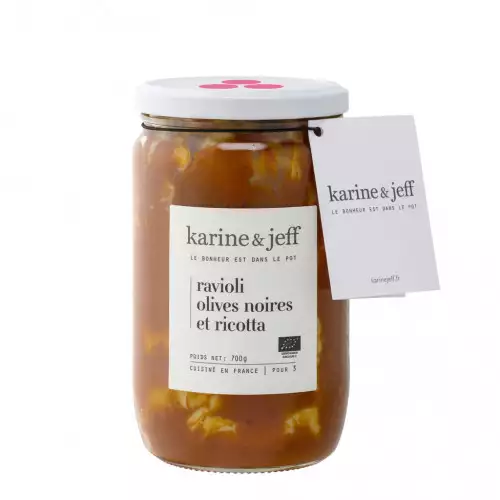 karine & jeff
LE BONHEUR EST DANS LE POT
ravioli
olives noires
et ricotta
POIDS NET: 700g
CUISINÉ EN FRANCE | POUR 3
karine & jeff
LE BONHEUR EST DANS LE POT
karinejeff.fr